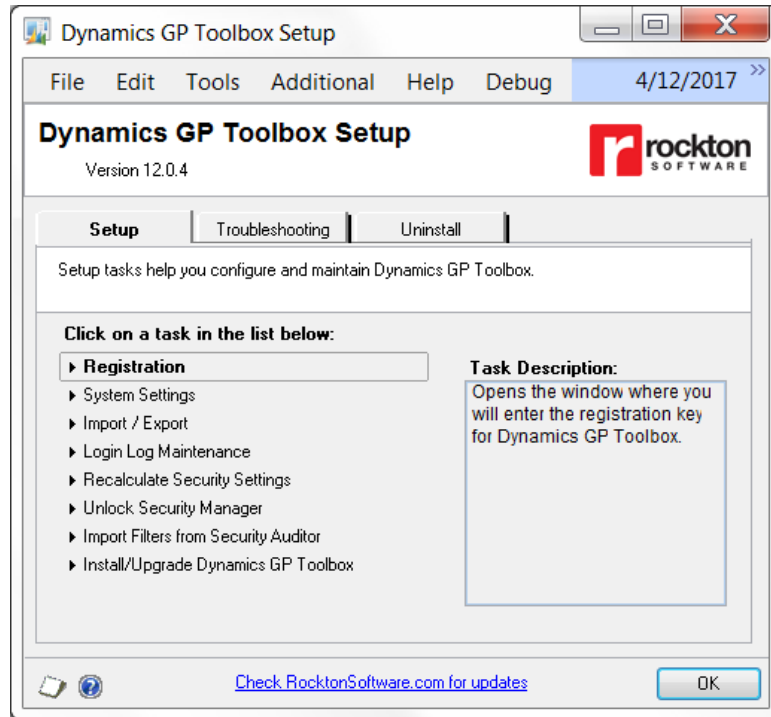 Dynamics GP Toolbox Setup
File Edit Tools Additional Help Debug 4/12/2017 »
Dynamics GP Toolbox Setup
Version 12.0.4
rockton
SOFTWARE
Setup Troubleshooting Uninstall
Setup tasks help you configure and maintain Dynamics GP Toolbox.
Click on a task in the list below:
Registration
System Settings
Import / Export
Login Log Maintenance
Recalculate Security Settings
Unlock Security Manager
Import Filters from Security Auditor
Install/Upgrade Dynamics GP Toolbox
Task Description:
Opens the window where you
will enter the registration key
for Dynamics GP Toolbox.
Check RocktonSoftware.com for updates
OK